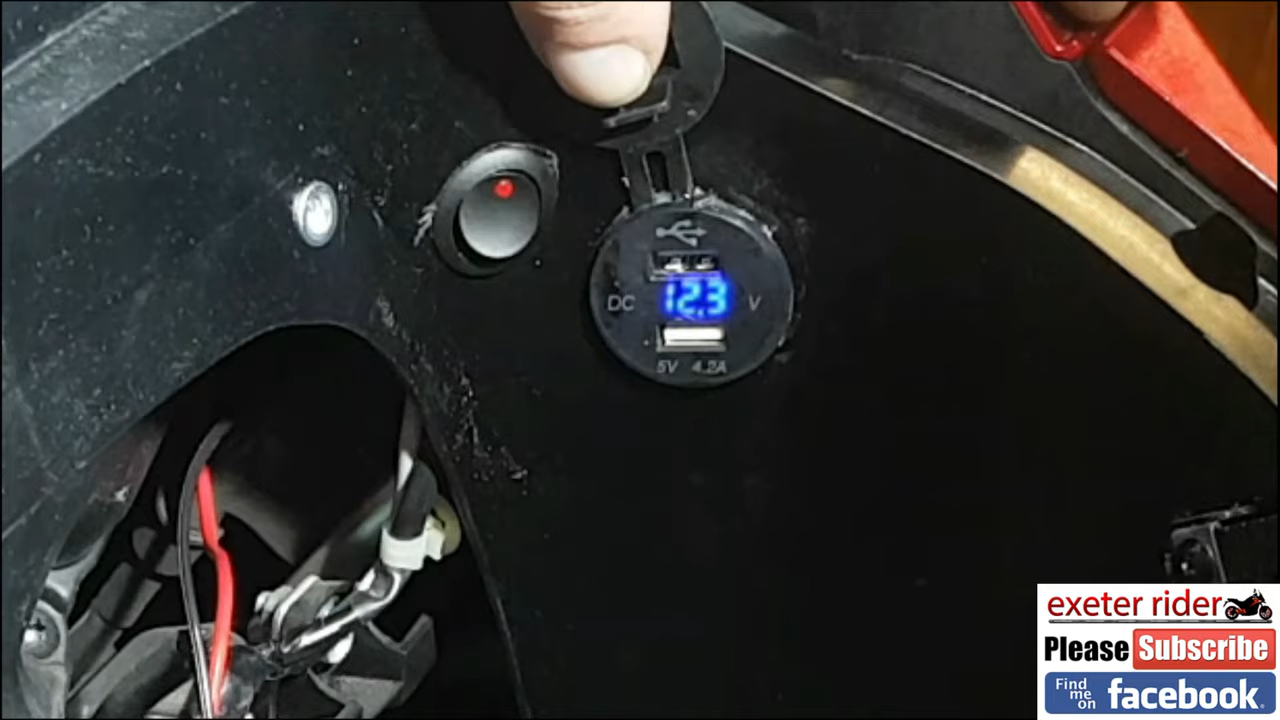 12.3
DC V
5V 4.2A
exeter rider
Please Subscribe
Find me on facebook.